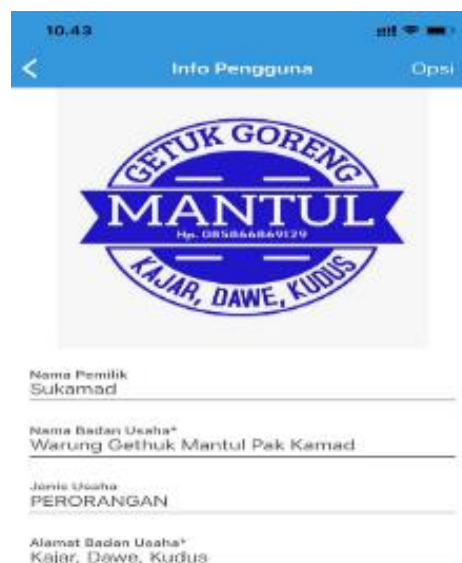 10.43
Info Pengguna
Opsi
GETUK GORENG
MANTUL
Hp. 085866869129
KAJAR, DAWE, KUDUS
Nama Pemilik
Sukamad
Nama Badan Usaha*
Warung Gethuk Mantul Pak Kamad
Jenis Usaha
PERORANGAN
Alamat Badan Usaha*
Kajar, Dawe, Kudus